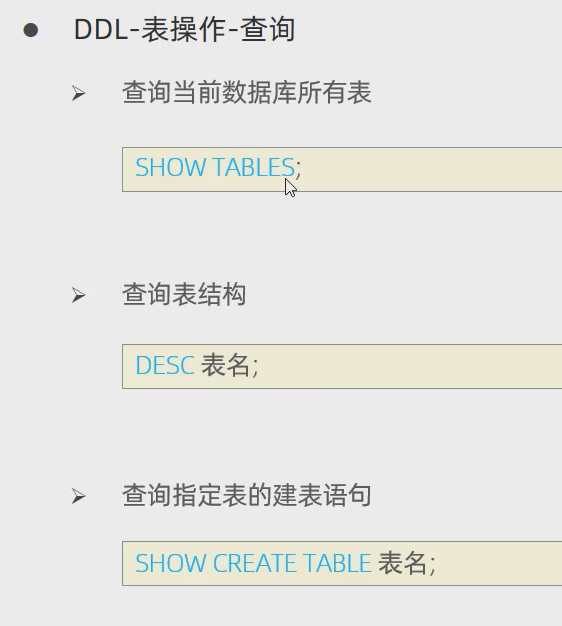 DDL-表操作-查询
查询当前数据库所有表
SHOW TABLES;
查询表结构
DESC 表名;
查询指定表的建表语句
SHOW CREATE TABLE 表名;